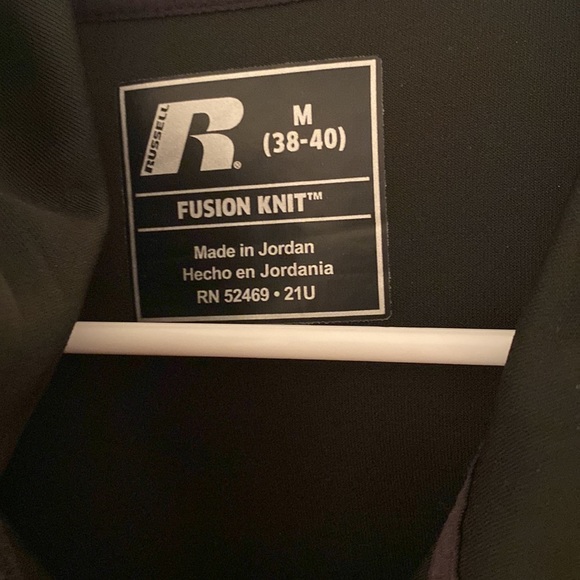 RUSSELL
R®
M
(38-40)
FUSION KNIT™
Made in Jordan
Hecho en Jordania
RN 52469 • 21U